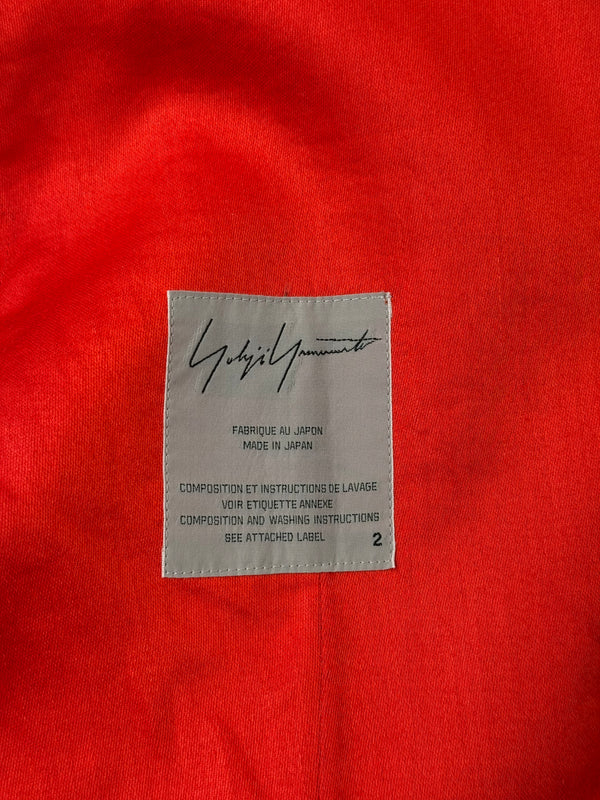 Yohji Yamamoto
FABRIQUE AU JAPON
MADE IN JAPAN
COMPOSITION ET INSTRUCTIONS DE LAVAGE
VOIR ETIQUETTE ANNEXE
COMPOSITION AND WASHING INSTRUCTIONS
SEE ATTACHED LABEL
2